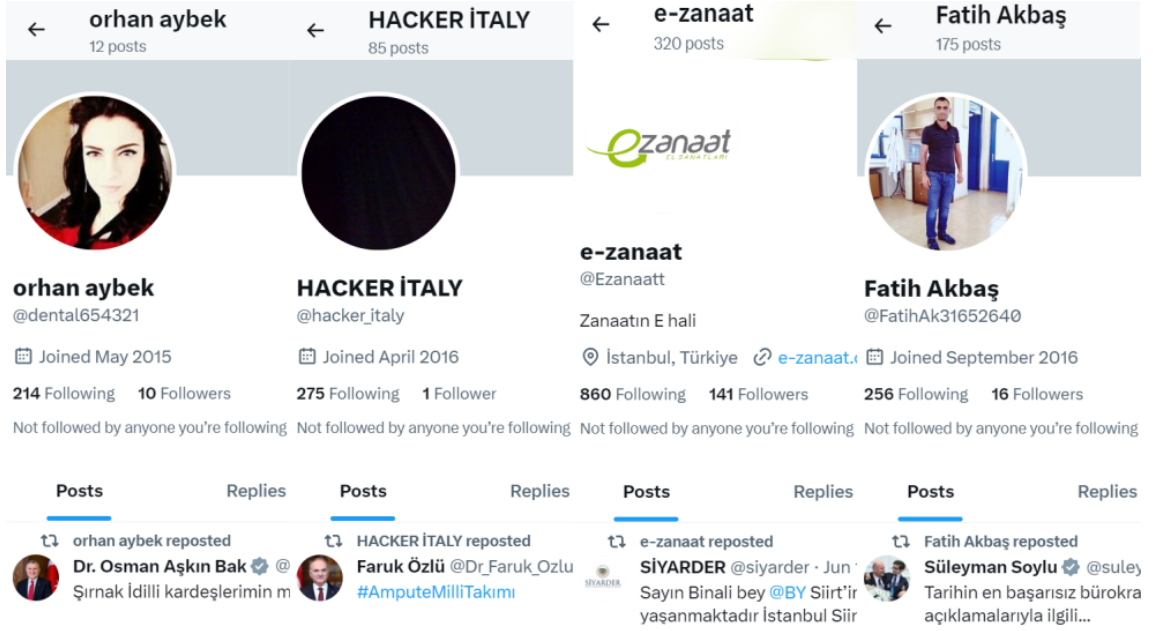 orhan aybek
12 posts
orhan aybek
@dental654321
Joined May 2015
214 Following 10 Followers
Not followed by anyone you're following
Posts Replies
orhan aybek reposted
Dr. Osman Aşkın Bak @
Şırnak İdilli kardeşlerimin m
HACKER İTALY
85 posts
HACKER İTALY
@hacker_italy
Joined April 2016
275 Following 1 Follower
Not followed by anyone you're following
Posts Replies
HACKER İTALY reposted
Faruk Özlü @Dr_Faruk_Ozlu
#AmputeMilliTakımı
e-zanaat
320 posts
ezanaat
EL SANATLARI
e-zanaat
@Ezanaatt
Zanaatın E hali
İstanbul, Türkiye e-zanaat.
860 Following 141 Followers
Not followed by anyone you're following
Posts Replies
e-zanaat reposted
SİYARDER
SİYARDER @siyarder · Jun
Sayın Binali bey @BY Siirt'in
yaşanmaktadır İstanbul Siir
Fatih Akbaş
175 posts
Fatih Akbaş
@FatihAk31652640
Joined September 2016
256 Following 16 Followers
Not followed by anyone you're following
Posts Replies
Fatih Akbaş reposted
Süleyman Soylu @suley
Tarihin en başarısız bürokra
açıklamalarıyla ilgili...